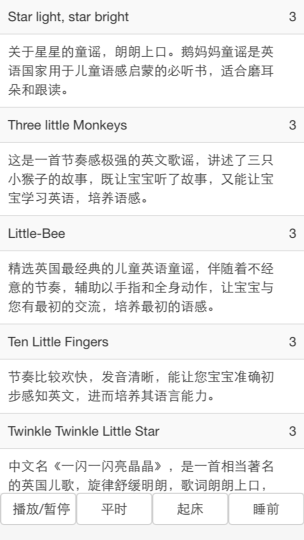 Star light, star bright 3
关于星星的童谣，朗朗上口。鹅妈妈童谣是英
语国家用于儿童语感启蒙的必听书，适合磨耳
朵和跟读。
Three little Monkeys 3
这是一首节奏感极强的英文歌谣，讲述了三只
小猴子的故事，既让宝宝听了故事，又能让宝
宝学习英语，培养语感。
Little-Bee 3
精选英国最经典的儿童英语童谣，伴随着不经
意的节奏，辅助以手指和全身动作，让宝宝与
您有最初的交流，培养最初的语感。
Ten Little Fingers 3
节奏比较欢快，发音清晰，能让您宝宝准确初
步感知英文，进而培养其语言能力。
Twinkle Twinkle Little Star 3
中文名《一闪一闪亮晶晶》，是一首相当著名
的英国儿歌，旋律舒缓明朗，歌词朗朗上口，
播放/暂停 平时 起床 睡前